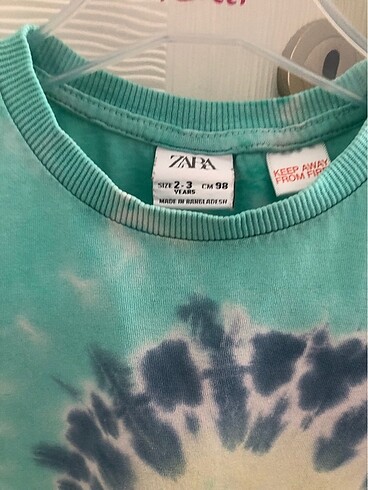 ZARA
SIZE 2-3 CM 98
YEARS
MADE IN BANGLADESH
KEEP AWAY
FROM FIRE